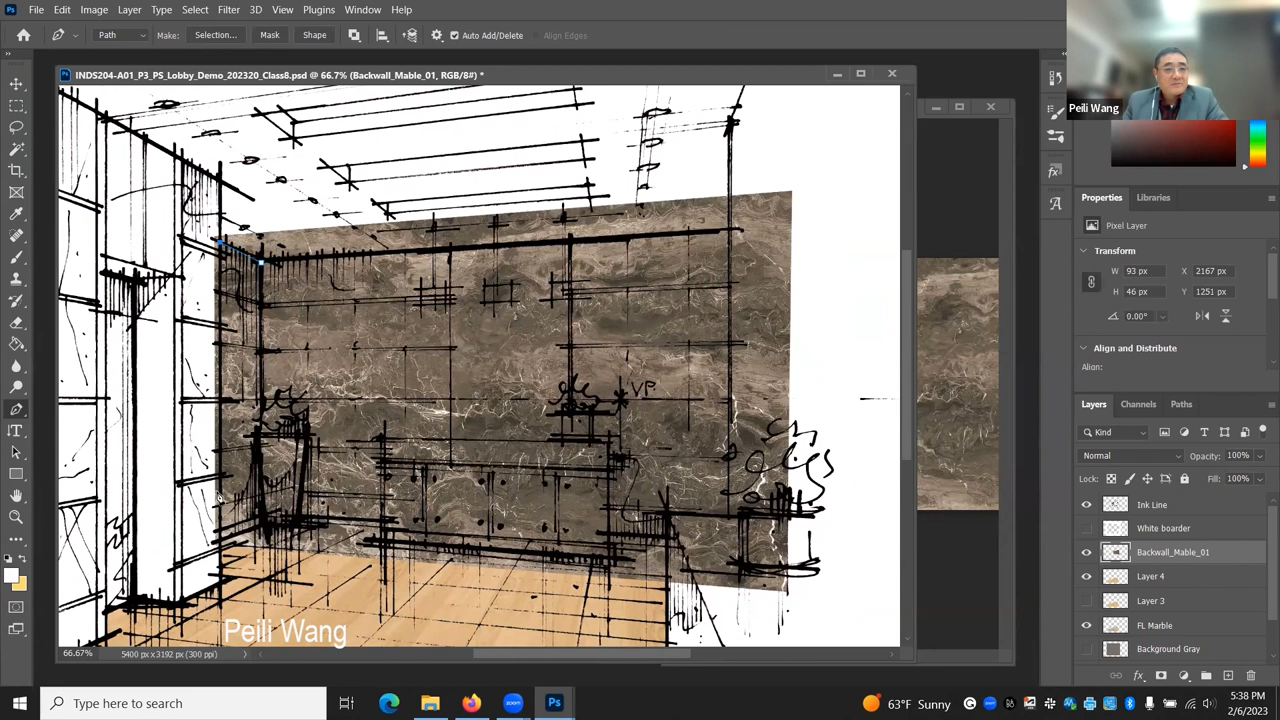 File Edit Image Layer Type Select Filter 3D View Plugins Window Help
Path Make: Selection... Mask Shape Auto Add/Delete Align Edges
INDS204-A01_P3_PS_Lobby_Demo_202320_Class8.psd @ 66.7% (Backwall_Mable_01, RGB/8#) *
Peili Wang
Properties Libraries
Pixel Layer
Transform
W 93 px X 2167 px
H 46 px Y 1251 px
0.00°
Align and Distribute
Align:
Layers Channels Paths
Kind
Normal Opacity: 100%
Lock: Fill: 100%
Ink Line
White boarder
Backwall_Mable_01
Layer 4
Layer 3
FL Marble
Background Gray
VP.
Peili Wang
66.67% 5400 px x 3192 px (300 ppi)
Type here to search
63°F Sunny
5:38 PM
2/6/2023